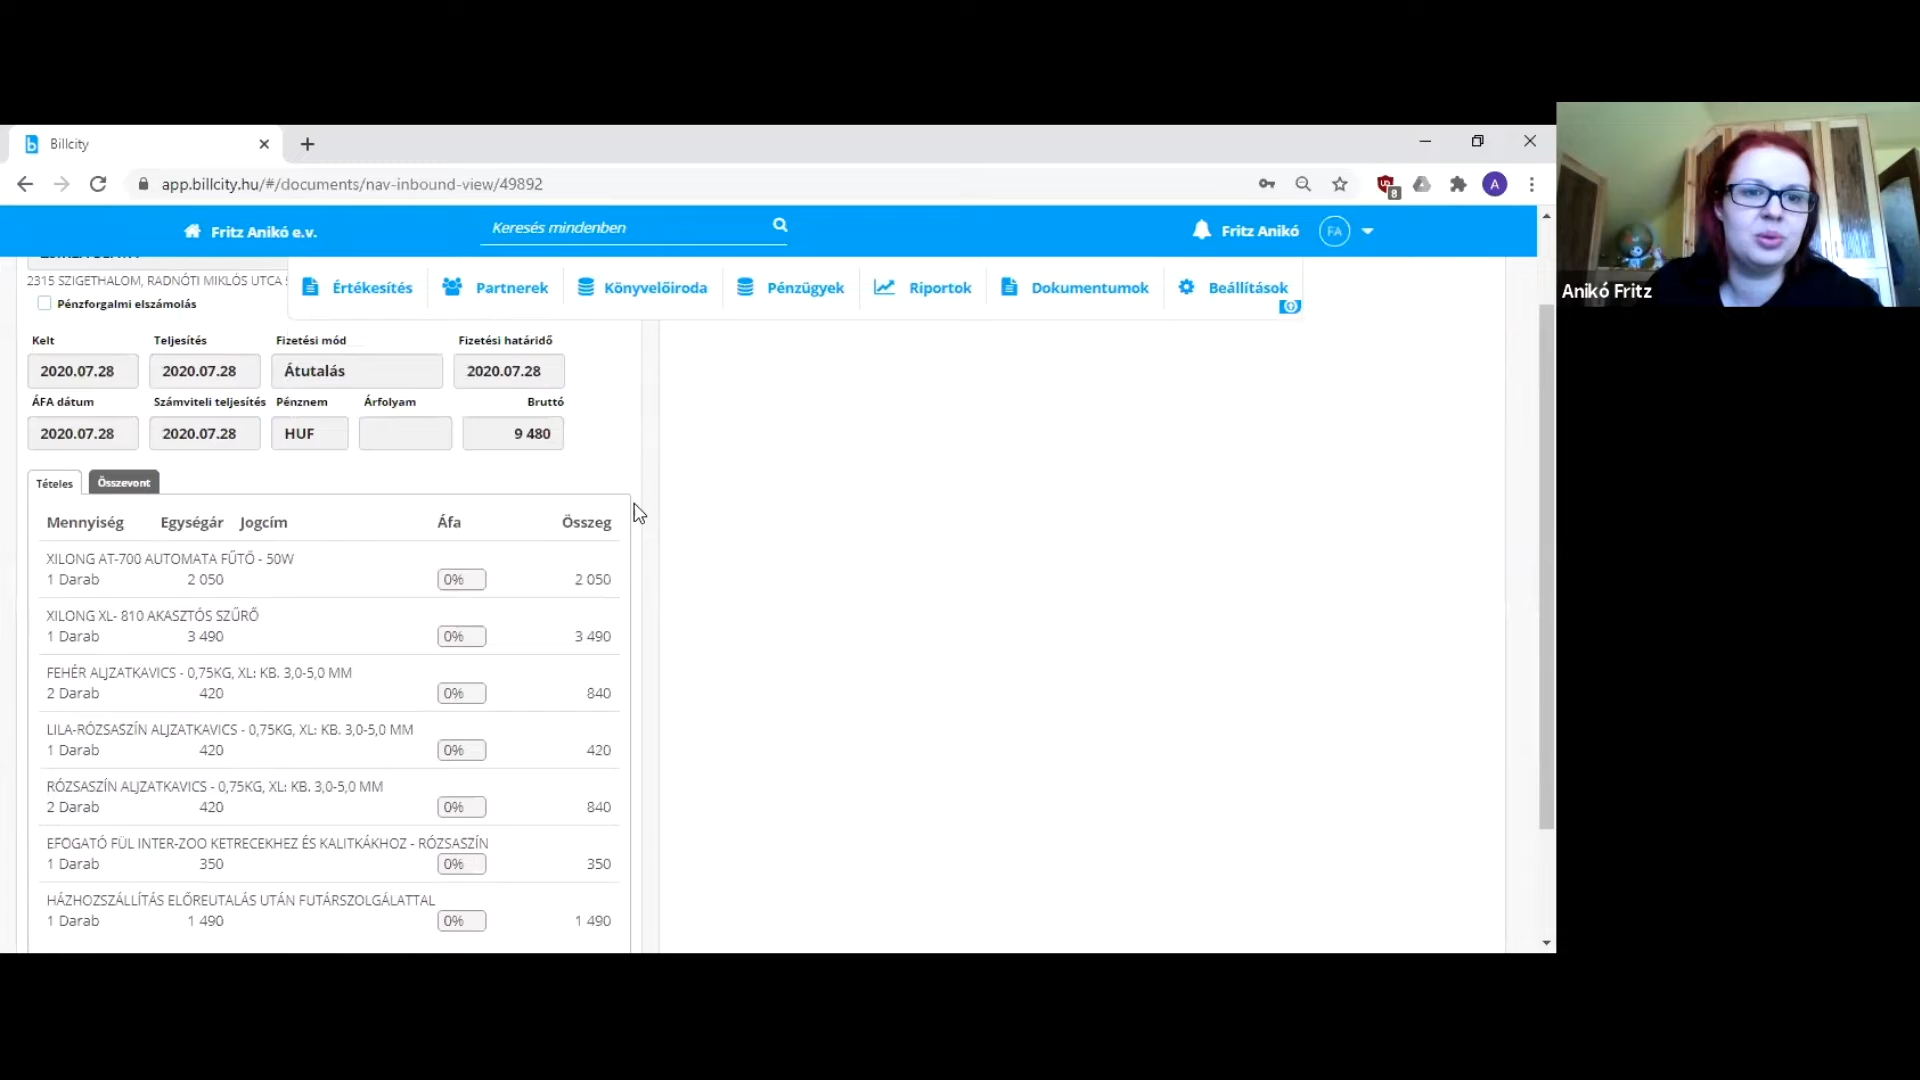 Billcity
app.billcity.hu/#/documents/nav-inbound-view/49892
A
8
Fritz Anikó e.v.
Keresés mindenben
Fritz Anikó
FA
2315 SZIGETHALOM, RADNÓTI MIKLÓS UTCA
Értékesítés
Partnerek
Könyvelőiroda
Pénzügyek
Riportok
Dokumentumok
Beállítások
Anikó Fritz
Pénzforgalmi elszámolás
Kelt Teljesítés Fizetési mód Fizetési határidő
2020.07.28 2020.07.28 Átutalás 2020.07.28
ÁFA dátum Számviteli teljesítés Pénznem Árfolyam Bruttó
2020.07.28 2020.07.28 HUF 9 480
Tételes Összevont
Mennyiség Egységár Jogcím Áfa Összeg
XILONG AT-700 AUTOMATA FŰTŐ - 50W
1 Darab 2 050 0% 2 050
XILONG XL- 810 AKASZTÓS SZŰRŐ
1 Darab 3 490 0% 3 490
FEHÉR ALJZATKAVICS - 0,75KG, XL: KB. 3,0-5,0 MM
2 Darab 420 0% 840
LILA-RÓZSASZÍN ALJZATKAVICS - 0,75KG, XL: KB. 3,0-5,0 MM
1 Darab 420 0% 420
RÓZSASZÍN ALJZATKAVICS - 0,75KG, XL: KB. 3,0-5,0 MM
2 Darab 420 0% 840
EFOGATÓ FÜL INTER-ZOO KETRECEKHEZ ÉS KALITKÁKHOZ - RÓZSASZÍN
1 Darab 350 0% 350
HÁZHOZSZÁLLÍTÁS ELŐREUTALÁS UTÁN FUTÁRSZOLGÁLATTAL
1 Darab 1 490 0% 1 490